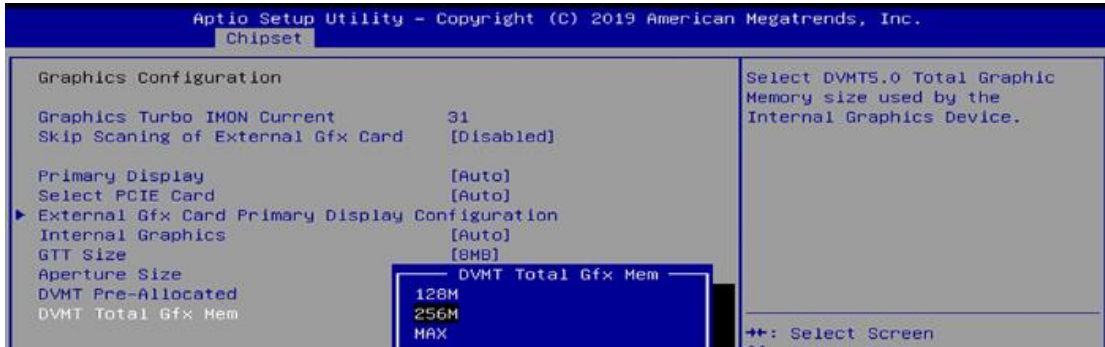 Aptio Setup Utility – Copyright (C) 2019 American Megatrends, Inc.
Chipset
Graphics Configuration
Graphics Turbo IMON Current 31
Skip Scaning of External Gfx Card [Disabled]
Primary Display [Auto]
Select PCIE Card [Auto]
External Gfx Card Primary Display Configuration
Internal Graphics [Auto]
GTT Size [8MB]
Aperture Size
DVMT Pre-Allocated
DVMT Total Gfx Mem
DVMT Total Gfx Mem
128M
256M
MAX
Select DVMT5.0 Total Graphic
Memory size used by the
Internal Graphics Device.
→←: Select Screen